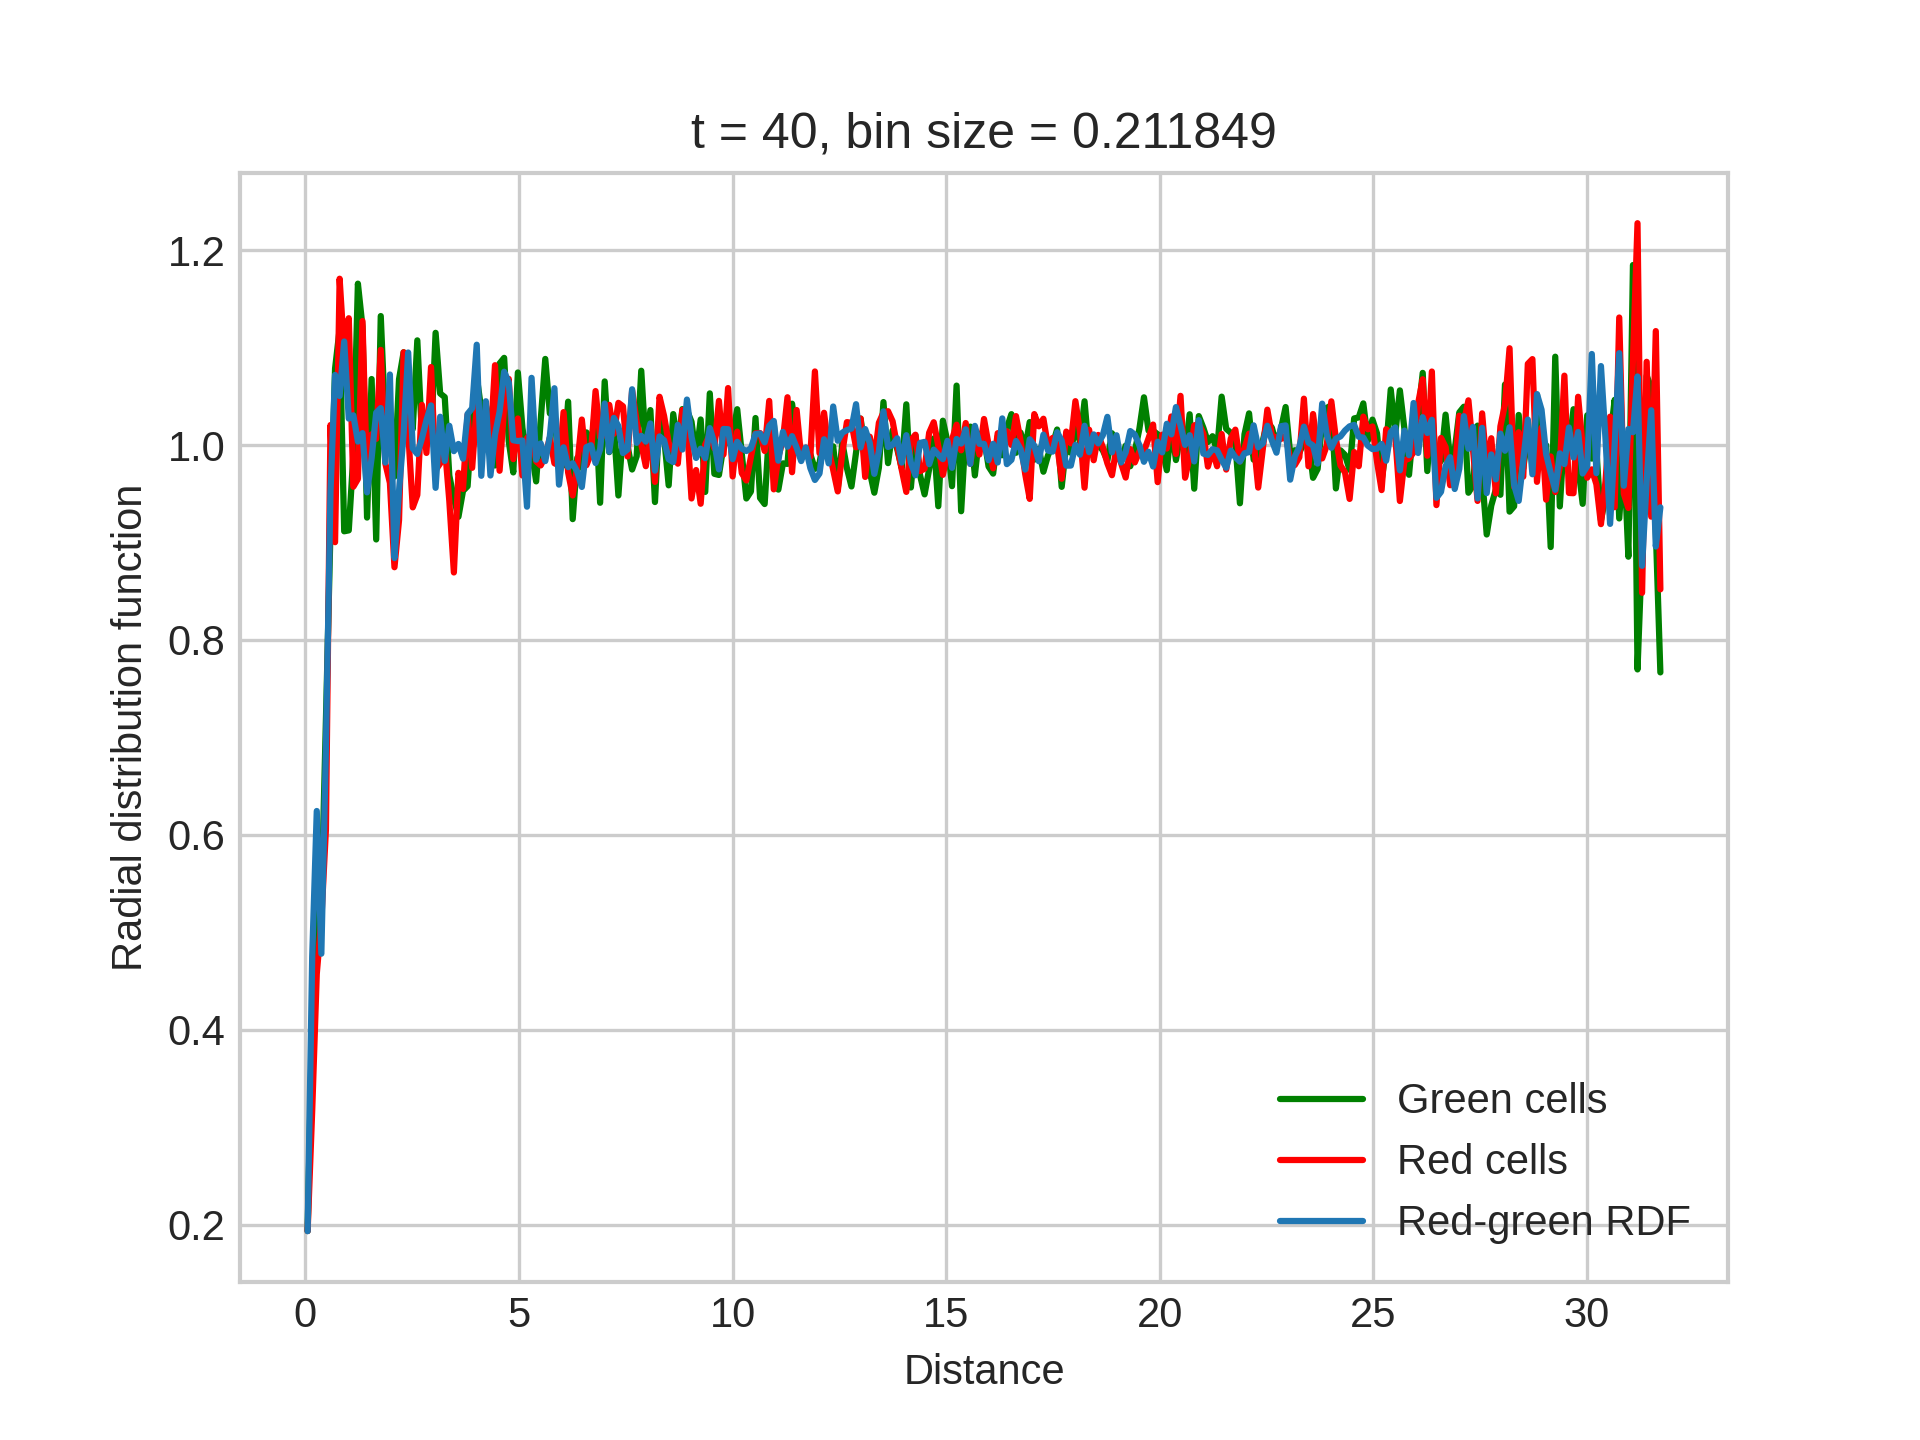 t = 40, bin size = 0.211849
Radial distribution function
1.2
1.0
0.8
0.6
0.4
0.2
Green cells
Red cells
Red-green RDF
0 5 10 15 20 25 30
Distance